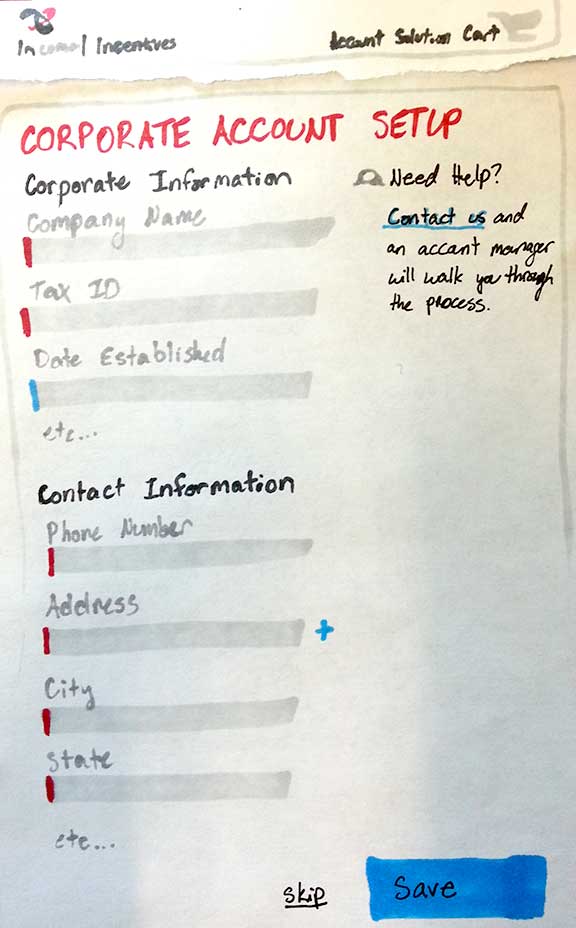 Incomal Incentives
Account Solution Cart
CORPORATE ACCOUNT SETUP
Corporate Information
Company Name
Tax ID
Date Established
etc...
Need Help?
Contact us and
an account manager
will walk you through
the process.
Contact Information
Phone Number
Address
+
City
State
etc...
skip
Save